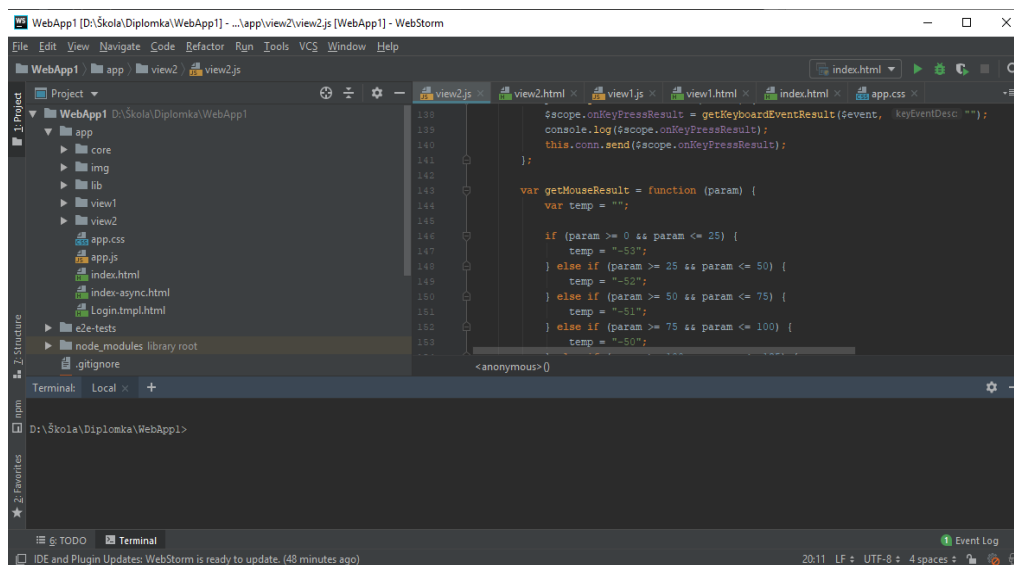 WS WebApp1 [D:\Škola\Diplomka\WebApp1] - ...\app\view2\view2.js [WebApp1] - WebStorm
File Edit View Navigate Code Refactor Run Tools VCS Window Help
WebApp1 app view2 view2.js index.html
1: Project
Project
view2.js view2.html view1.js view1.html index.html app.css
WebApp1 D:\Škola\Diplomka\WebApp1
app
core
img
lib
view1
view2
app.css
app.js
index.html
index-async.html
Login.tmpl.html
e2e-tests
node_modules library root
.gitignore
138 $scope.onKeyPressResult = getKeyboardEventResult($event, keyEventDesc: "");
139 console.log($scope.onKeyPressResult);
140 this.conn.send($scope.onKeyPressResult);
141 };
142
143 var getMouseResult = function (param) {
144 var temp = "";
145
146 if (param >= 0 && param <= 25) {
147 temp = "-53";
148 } else if (param >= 25 && param <= 50) {
149 temp = "-52";
150 } else if (param >= 50 && param <= 75) {
151 temp = "-51";
152 } else if (param >= 75 && param <= 100) {
153 temp = "-50";
<anonymous>()
7: Structure
npm
2: Favorites
Terminal: Local +
D:\Škola\Diplomka\WebApp1>
6: TODO Terminal 1 Event Log
IDE and Plugin Updates: WebStorm is ready to update. (48 minutes ago) 20:11 LF UTF-8 4 spaces